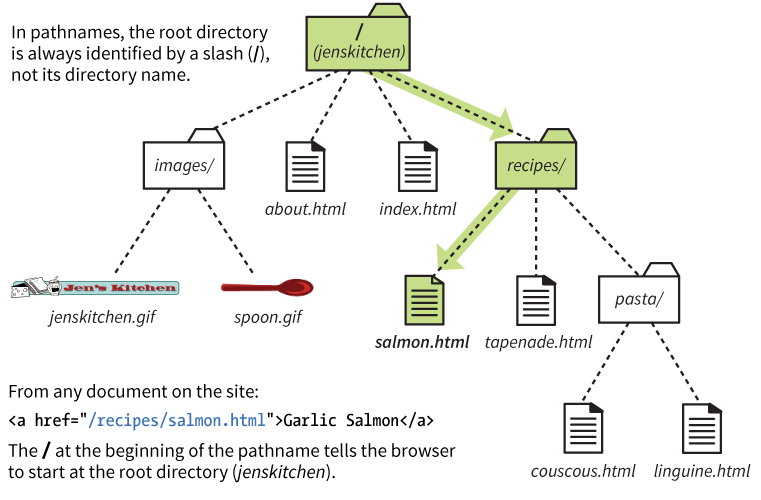 In pathnames, the root directory
is always identified by a slash (/),
not its directory name.
/
(jenskitchen)
images/
about.html
index.html
recipes/
Jen's Kitchen
jenskitchen.gif
spoon.gif
salmon.html
tapenade.html
pasta/
couscous.html
linguine.html
From any document on the site:
<a href="/recipes/salmon.html">Garlic Salmon</a>
The / at the beginning of the pathname tells the browser
to start at the root directory (jenskitchen).